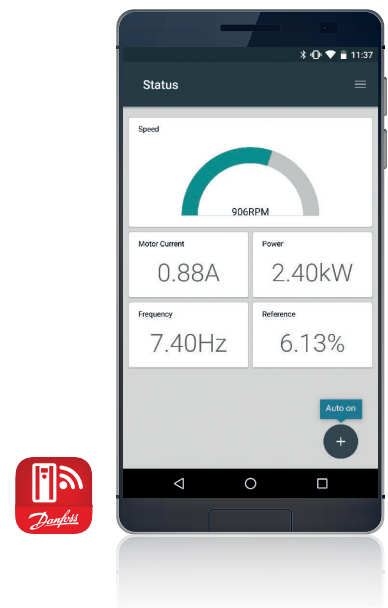 11:37
Status
Speed
906RPM
Motor Current
0.88A
Power
2.40kW
Frequency
7.40Hz
Reference
6.13%
Auto on
+
Danfoss